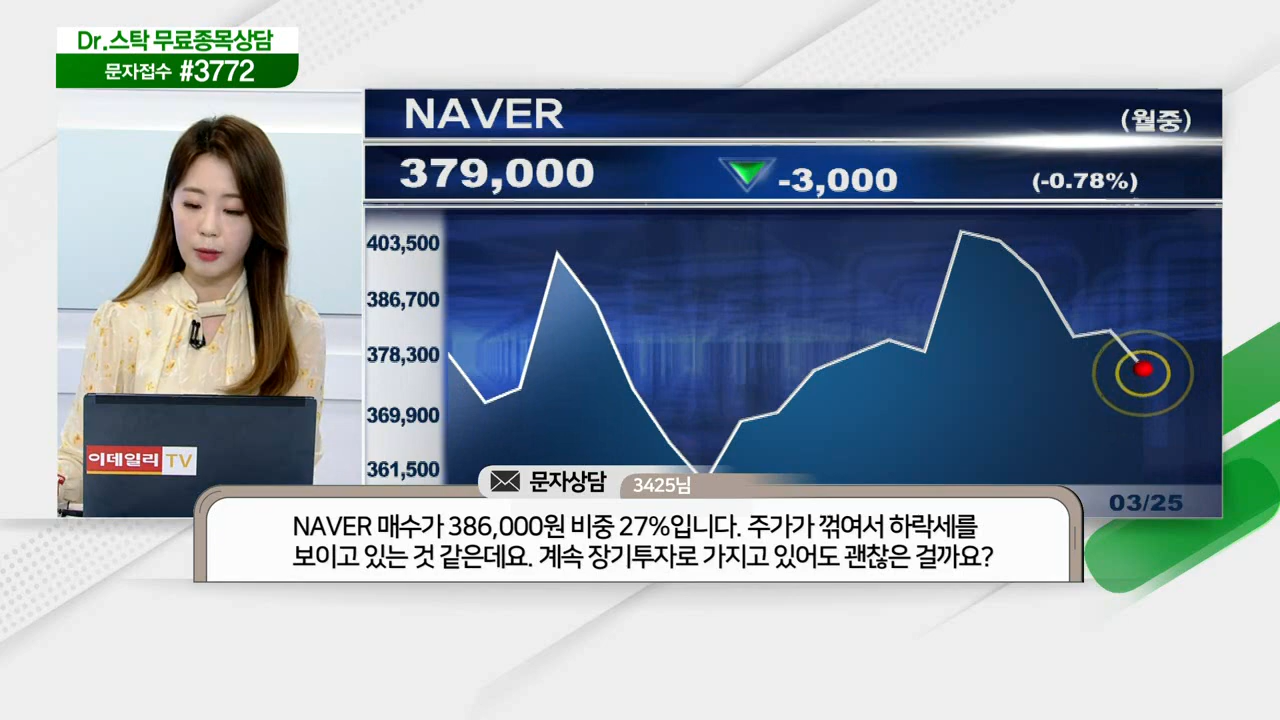 Dr.스탁 무료종목상담
문자접수 #3772
NAVER
(월중)
379,000
-3,000
(-0.78%)
403,500
386,700
378,300
369,900
361,500
03/25
이데일리 TV
문자상담
3425님
NAVER 매수가 386,000원 비중 27%입니다. 주가가 꺾여서 하락세를
보이고 있는 것 같은데요. 계속 장기투자로 가지고 있어도 괜찮은 걸까요?